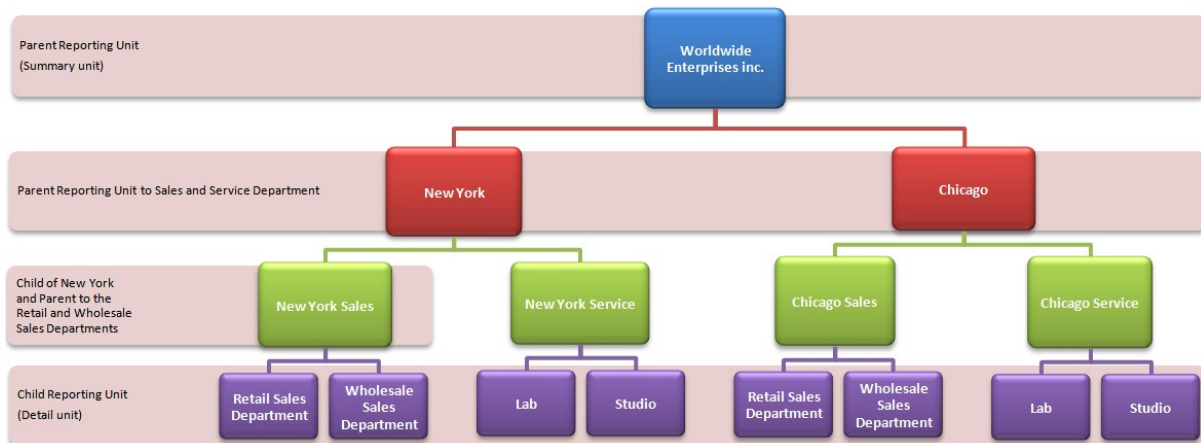 Parent Reporting Unit
(Summary unit)
Worldwide
Enterprises inc.
Parent Reporting Unit to Sales and Service Department
New York
Chicago
Child of New York
and Parent to the
Retail and Wholesale
Sales Departments
New York Sales
New York Service
Chicago Sales
Chicago Service
Child Reporting Unit
(Detail unit)
Retail Sales
Department
Wholesale
Sales
Department
Lab
Studio
Retail Sales
Department
Wholesale
Sales
Department
Lab
Studio